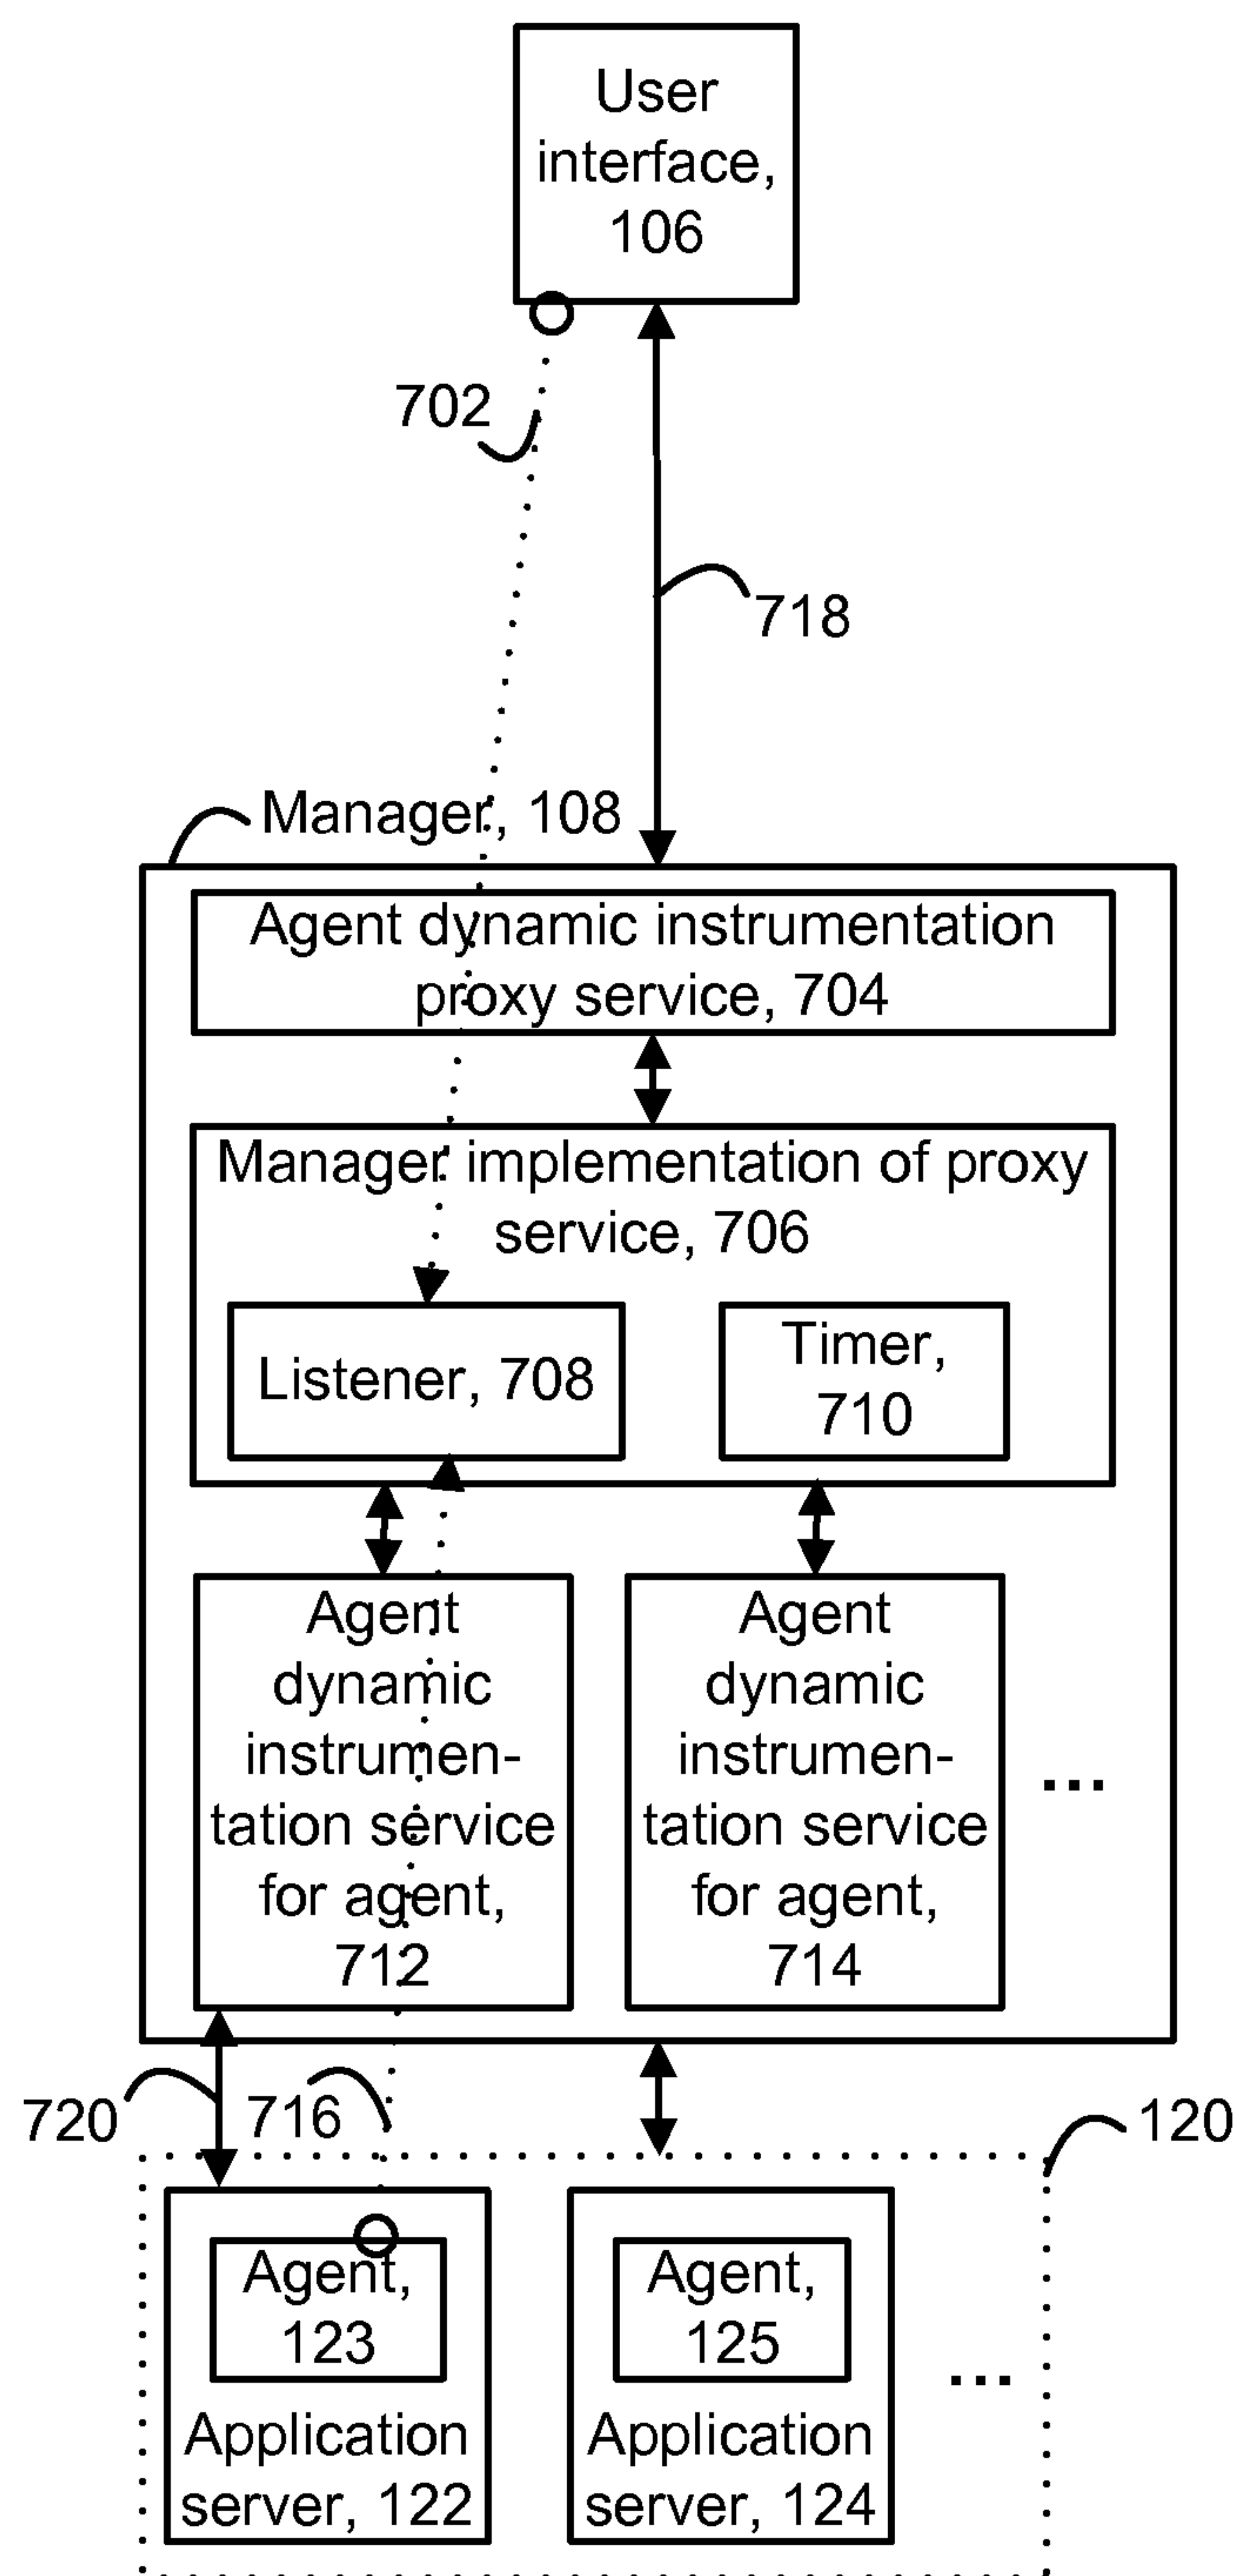 User
interface,
106
702
718
Manager, 108
Agent dynamic instrumentation
proxy service, 704
Manager implementation of proxy
service, 706
Listener, 708
Timer,
710
Agent
dynamic
instrumen-
tation service
for agent,
712
Agent
dynamic
instrumen-
tation service
for agent,
714
...
720
716
120
Agent,
123
Application
server, 122
Agent,
125
Application
server, 124
...